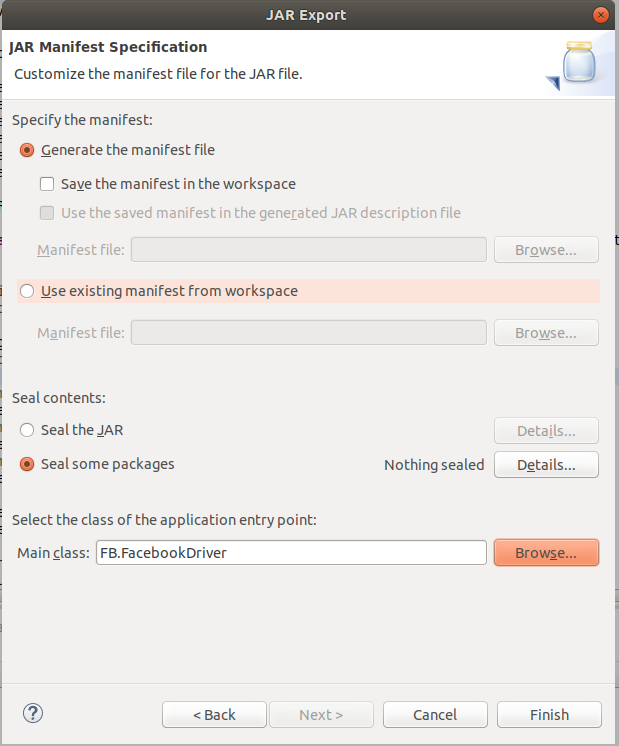 JAR Export
JAR Manifest Specification
Customize the manifest file for the JAR file.
Specify the manifest:
Generate the manifest file
Save the manifest in the workspace
Use the saved manifest in the generated JAR description file
Manifest file: Browse...
Use existing manifest from workspace
Manifest file: Browse...
Seal contents:
Seal the JAR Details...
Seal some packages Nothing sealed Details...
Select the class of the application entry point:
Main class: FB.FacebookDriver Browse...
? < Back Next > Cancel Finish